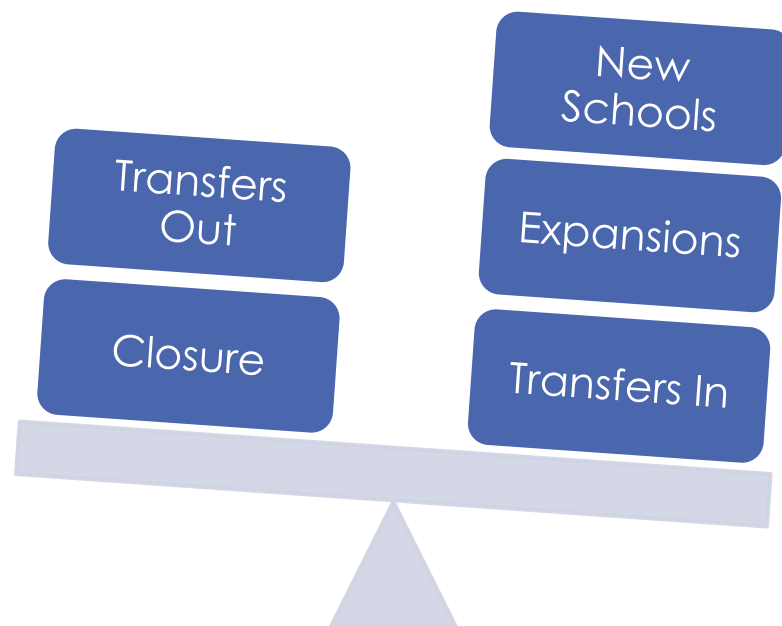 Transfers
Out
Closure
New
Schools
Expansions
Transfers In